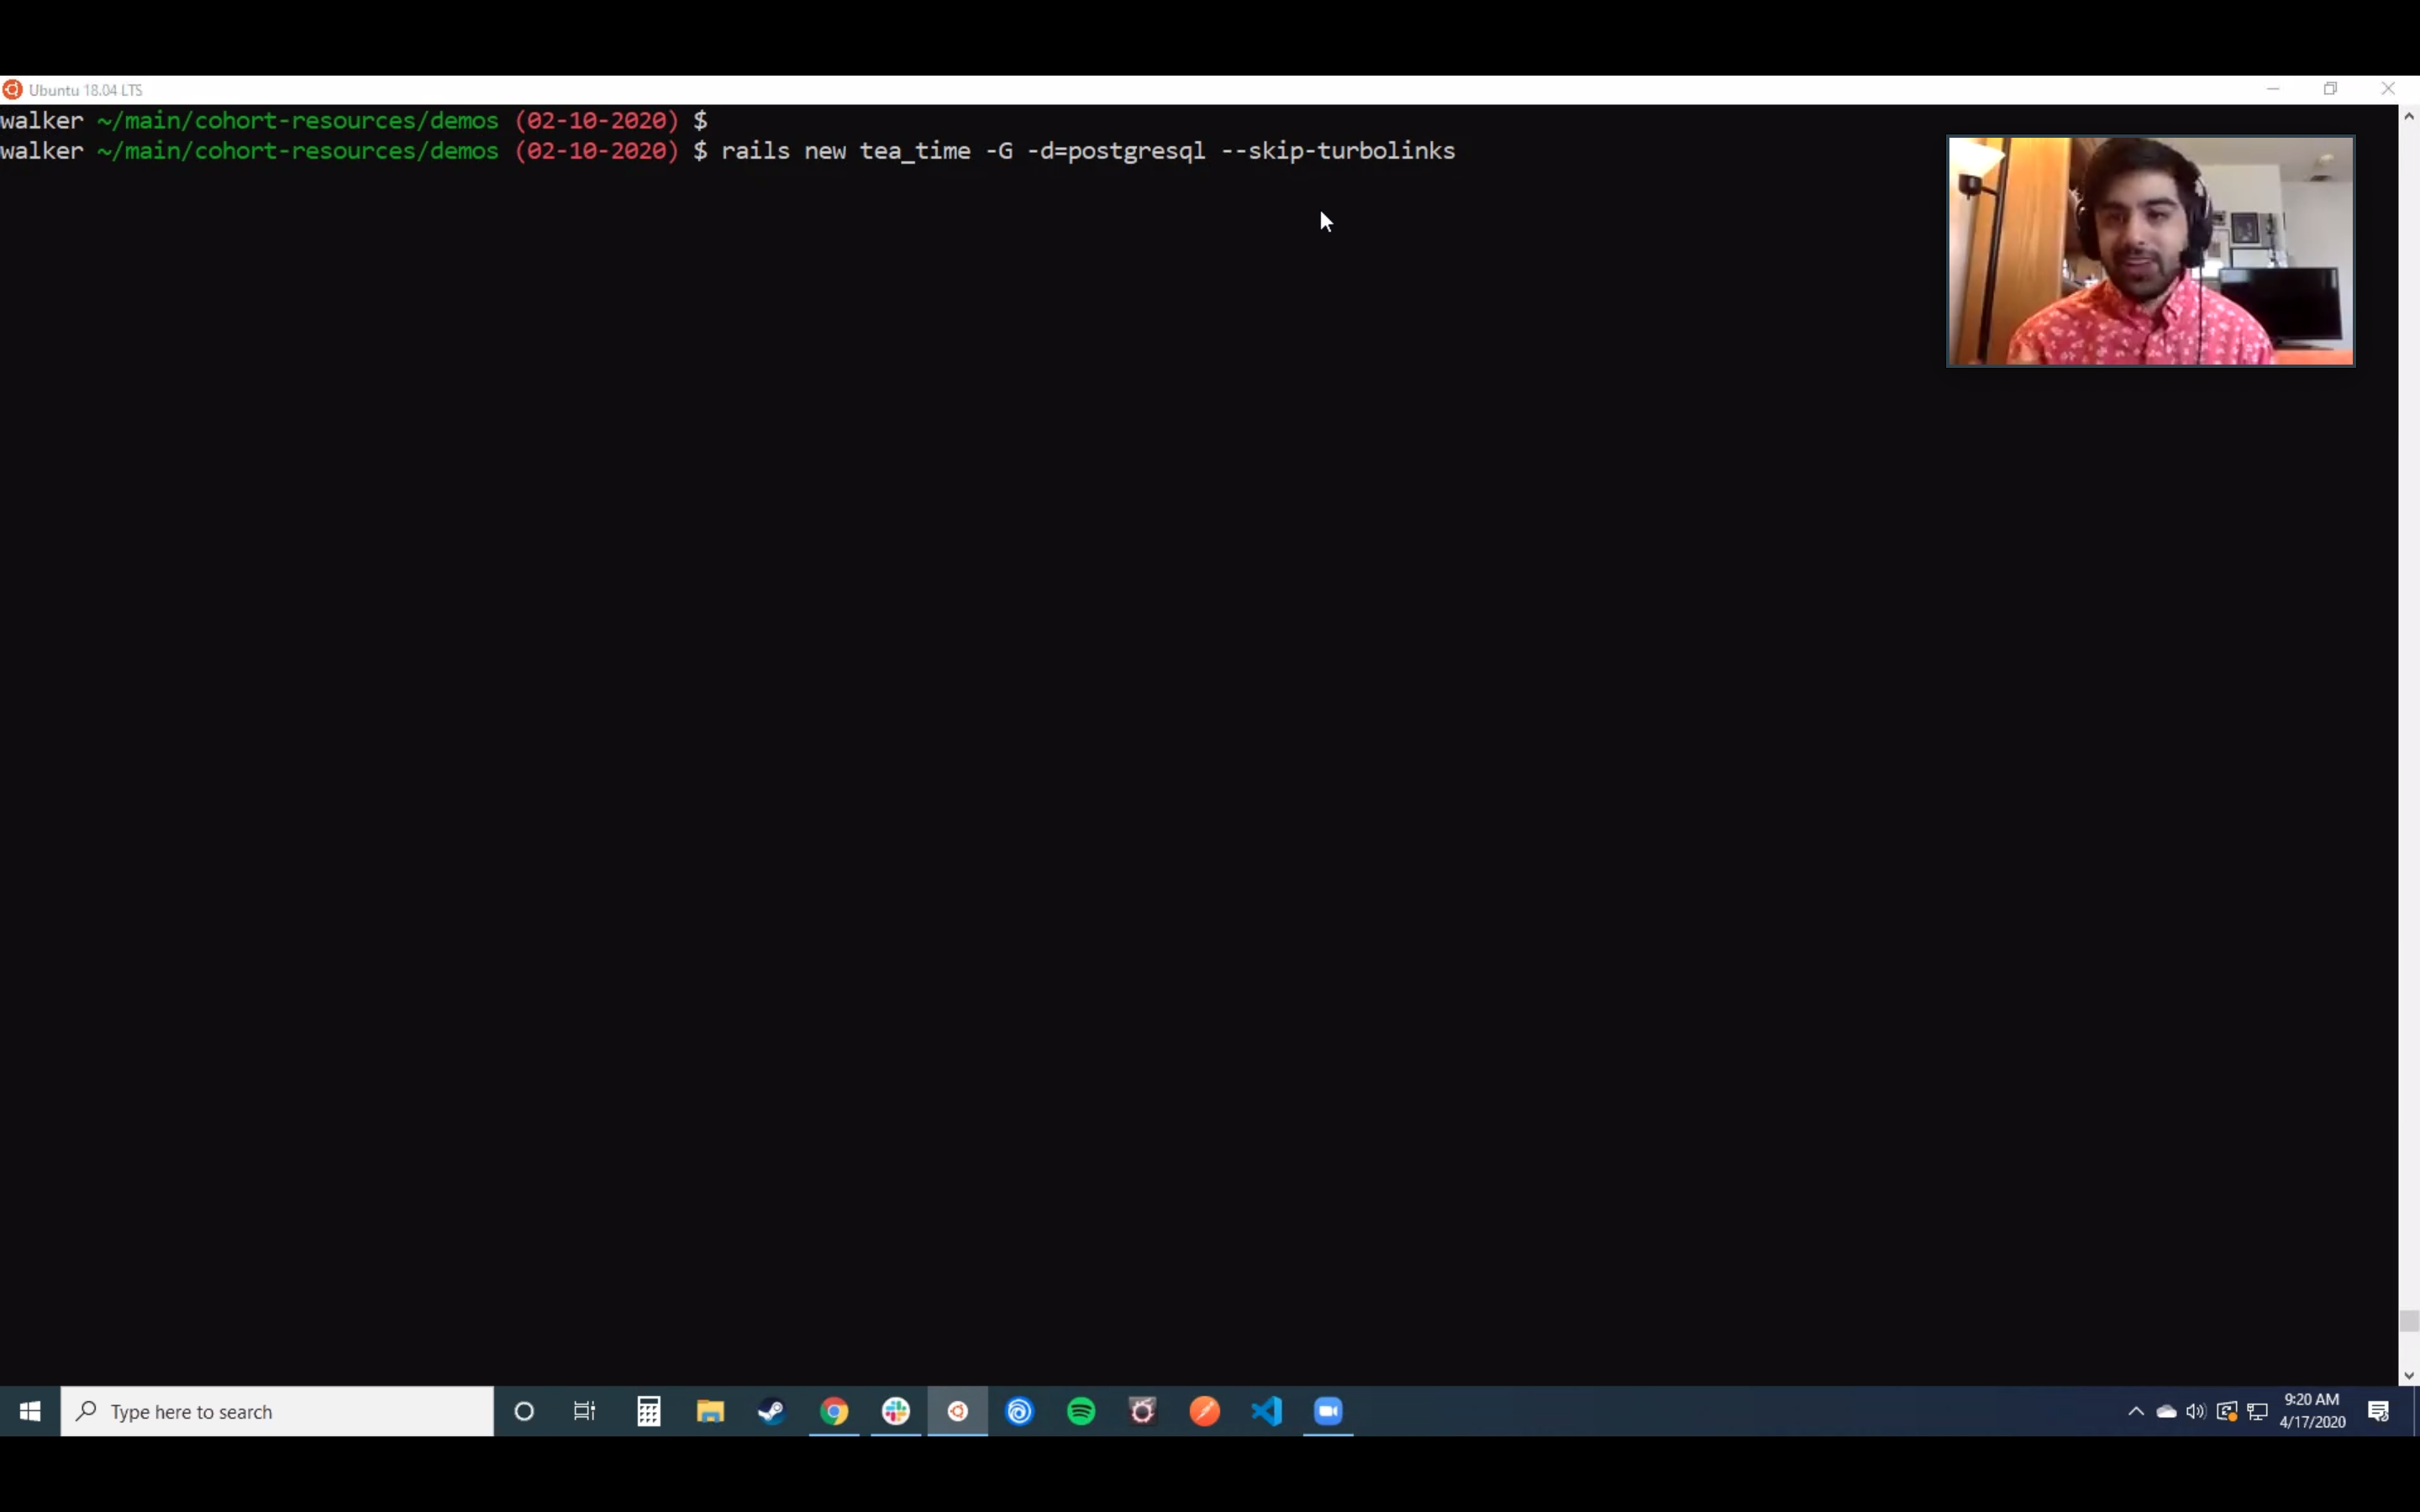 Ubuntu 18.04 LTS
walker ~/main/cohort-resources/demos (02-10-2020) $
walker ~/main/cohort-resources/demos (02-10-2020) $ rails new tea_time -G -d=postgresql --skip-turbolinks
Type here to search
9:20 AM
4/17/2020